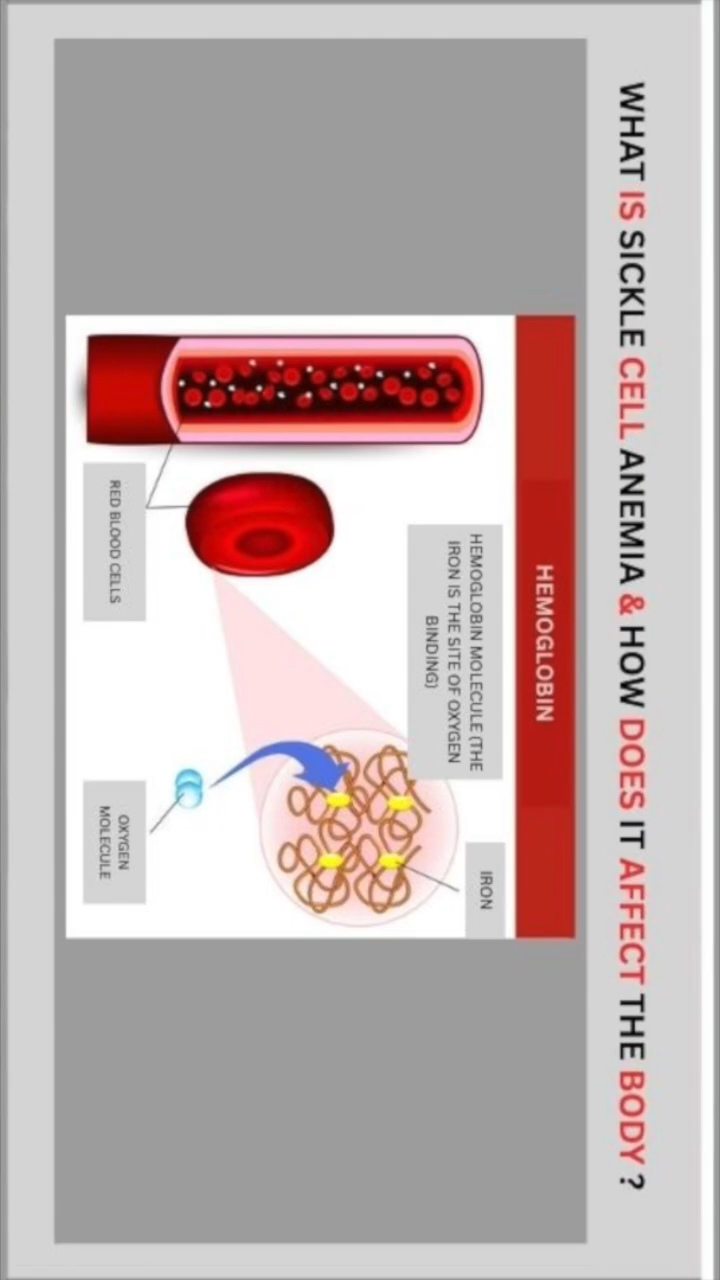 WHAT IS SICKLE CELL ANEMIA & HOW DOES IT AFFECT THE BODY ?
HEMOGLOBIN
HEMOGLOBIN MOLECULE (THE
IRON IS THE SITE OF OXYGEN
BINDING)
IRON
RED BLOOD CELLS
OXYGEN
MOLECULE